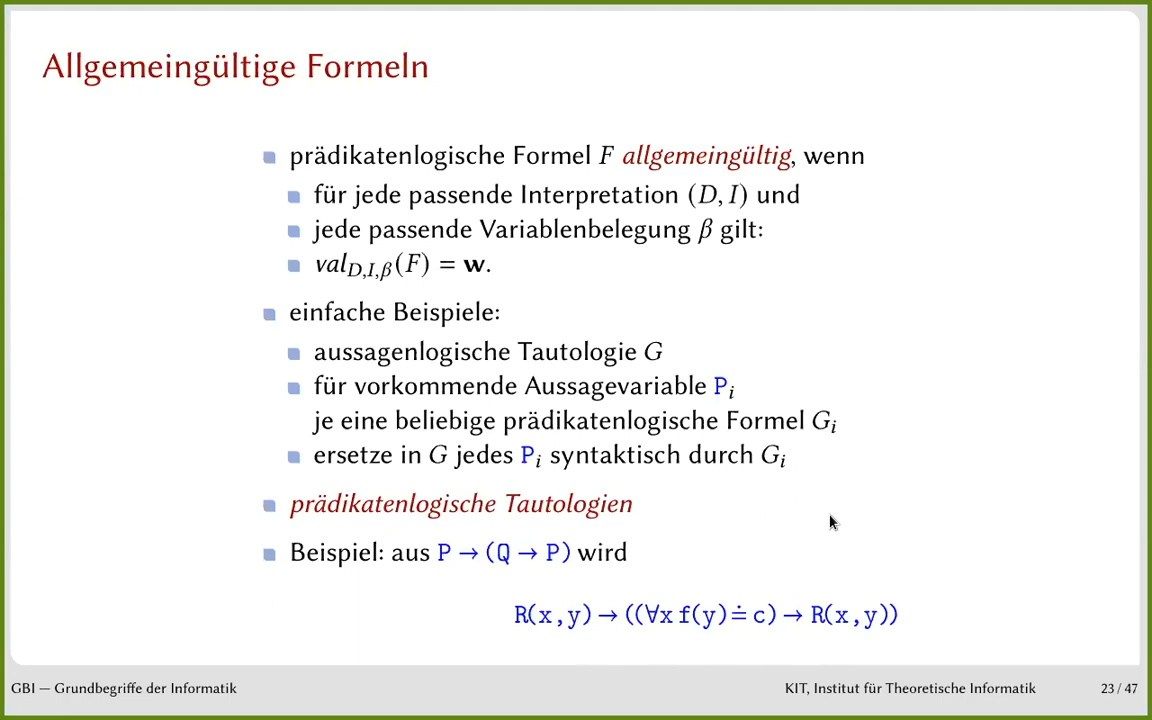 Allgemeingültige Formeln
prädikatenlogische Formel F allgemeingültig, wenn
für jede passende Interpretation (D, I) und
jede passende Variablenbelegung β gilt:
val_{D,I,β}(F) = w.
einfache Beispiele:
aussagenlogische Tautologie G
für vorkommende Aussagevariable P_i
je eine beliebige prädikatenlogische Formel G_i
ersetze in G jedes P_i syntaktisch durch G_i
prädikatenlogische Tautologien
Beispiel: aus P → (Q → P) wird
R(x,y) → ((∀x f(y) ≐ c) → R(x,y))
GBI — Grundbegriffe der Informatik KIT, Institut für Theoretische Informatik 23 / 47